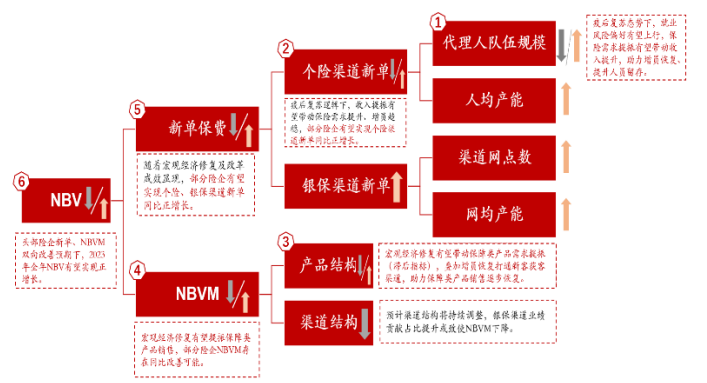 ①
代理人队伍规模
疫后复苏态势下，就业
风险偏好有望上行，保
险需求提振有望带动收
入提升，助力增员恢复、
提升人员留存。
②
个险渠道新单
人均产能
疫后复苏逻辑下，收入提振有
望带动保险需求提升、增员趋
稳，部分险企有望实现个险渠
道新单同比正增长。
⑤
新单保费
渠道网点数
随着宏观经济修复及改革
成效显现，部分险企有望
实现个险、银保渠道新单
同比正增长。
银保渠道新单
⑥
NBV
网均产能
头部险企新单、NBVM
双向改善预期下，2023
年全年NBV有望实现正
增长。
③
产品结构
宏观经济修复有望带动保障类产品需求提振
（滞后指标），叠加增员恢复打通新客获客
渠道，助力保障类产品销售逐步恢复。
④
NBVM
渠道结构
预计渠道结构将持续调整，银保渠道业绩
贡献占比提升或致使NBVM下降。
宏观经济修复有望提振保障类
产品销售，部分险企NBVM存
在同比改善可能。